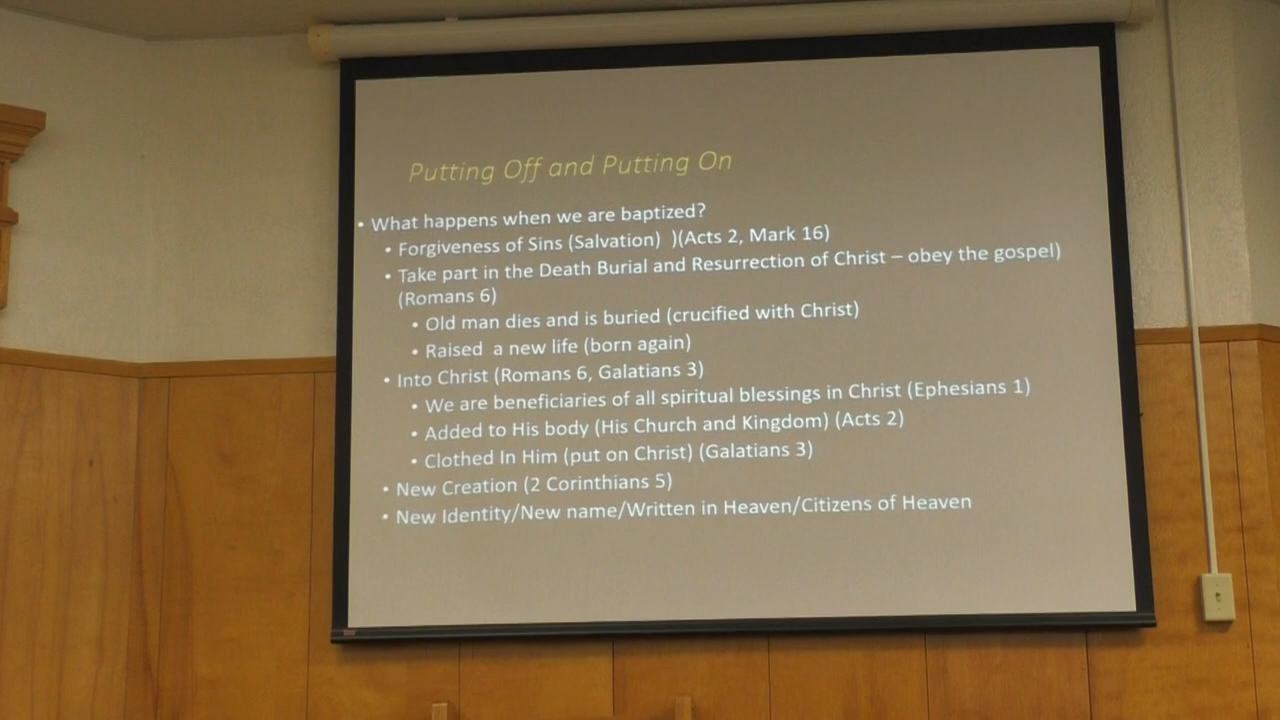 Putting Off and Putting On
• What happens when we are baptized?
• Forgiveness of Sins (Salvation) )(Acts 2, Mark 16)
• Take part in the Death Burial and Resurrection of Christ – obey the gospel)
(Romans 6)
• Old man dies and is buried (crucified with Christ)
• Raised a new life (born again)
• Into Christ (Romans 6, Galatians 3)
• We are beneficiaries of all spiritual blessings in Christ (Ephesians 1)
• Added to His body (His Church and Kingdom) (Acts 2)
• Clothed In Him (put on Christ) (Galatians 3)
• New Creation (2 Corinthians 5)
• New Identity/New name/Written in Heaven/Citizens of Heaven